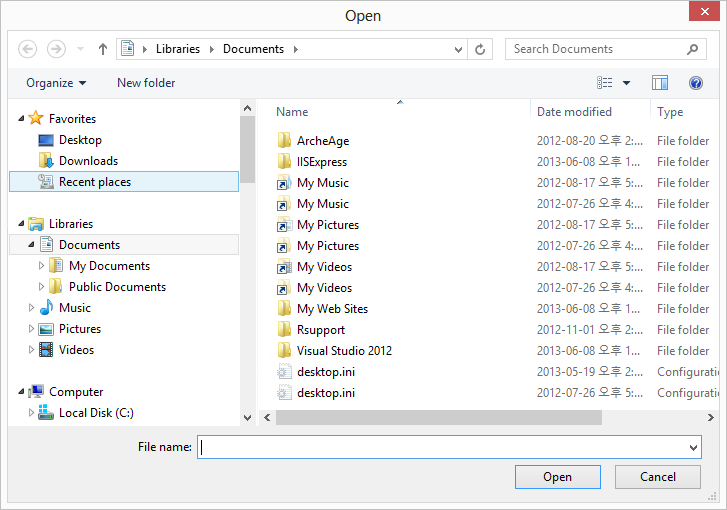 Open
Libraries Documents Search Documents
Organize New folder
Favorites
Desktop
Downloads
Recent places
Libraries
Documents
My Documents
Public Documents
Music
Pictures
Videos
Computer
Local Disk (C:)
Name Date modified Type
ArcheAge 2012-08-20 오후 2:... File folder
IISExpress 2013-06-08 오후 1... File folder
My Music 2012-08-17 오후 5:... File folder
My Music 2012-07-26 오후 4:... File folder
My Pictures 2012-08-17 오후 5:... File folder
My Pictures 2012-07-26 오후 4:... File folder
My Videos 2012-08-17 오후 5:... File folder
My Videos 2012-07-26 오후 4:... File folder
My Web Sites 2013-06-08 오후 1... File folder
Rsupport 2012-11-01 오후 2:... File folder
Visual Studio 2012 2013-06-08 오후 1... File folder
desktop.ini 2013-05-19 오후 2:... Configuratio
desktop.ini 2012-07-26 오후 5:... Configuratio
File name:
Open Cancel